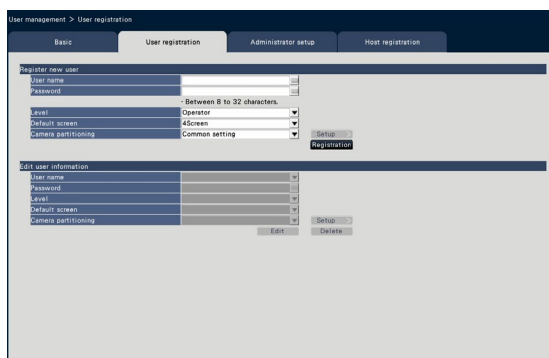 User management > User registration
Basic User registration Administrator setup Host registration
Register new user
User name
Password
- Between 8 to 32 characters.
Level Operator
Default screen 4Screen
Camera partitioning Common setting Setup >
Registration
Edit user information
User name
Password
Level
Default screen
Camera partitioning Setup >
Edit Delete